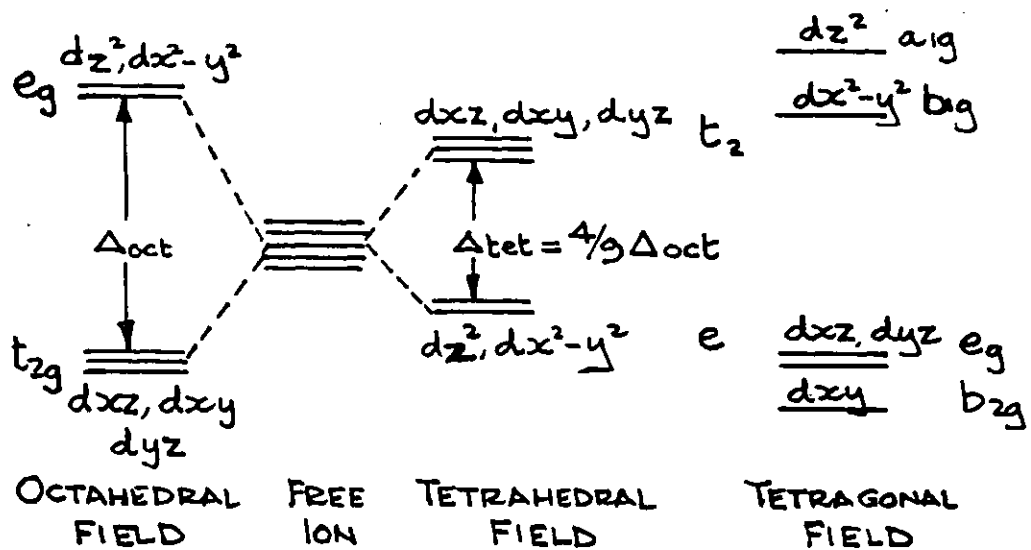 dz², dx²-y²
eg
Δoct
t2g
dxz, dxy
dyz
OCTAHEDRAL
FIELD
FREE
ION
dxz, dxy, dyz
t2
Δtet = 4/9 Δoct
dz², dx²-y²
e
TETRAHEDRAL
FIELD
dz² a1g
dx²-y² b1g
dxz, dyz eg
dxy b2g
TETRAGONAL
FIELD